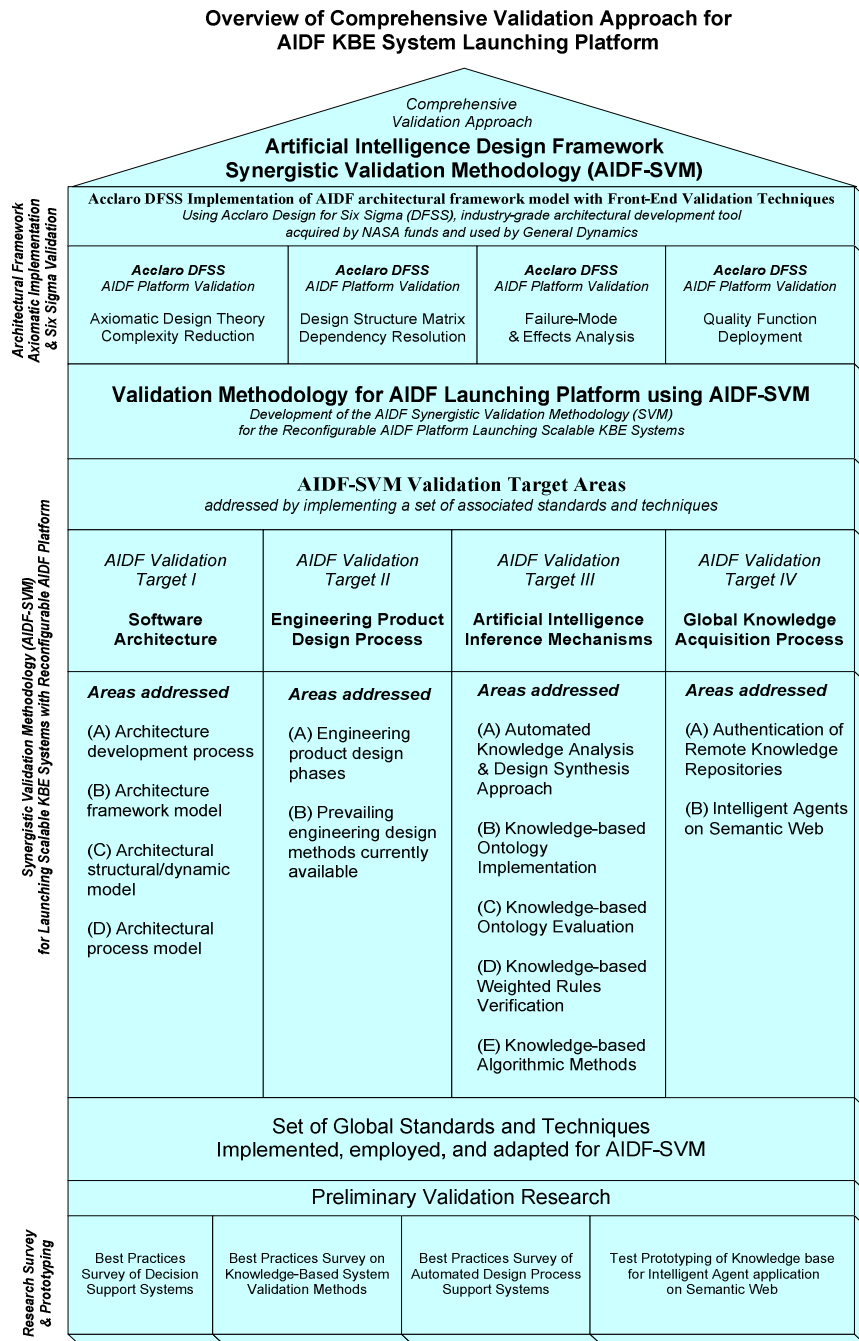 Overview of Comprehensive Validation Approach for
AIDF KBE System Launching Platform
Comprehensive
Validation Approach
Artificial Intelligence Design Framework
Synergistic Validation Methodology (AIDF-SVM)
Architectural Framework
Axiomatic Implementation
& Six Sigma Validation
Acclaro DFSS Implementation of AIDF architectural framework model with Front-End Validation Techniques
Using Acclaro Design for Six Sigma (DFSS), industry-grade architectural development tool
acquired by NASA funds and used by General Dynamics
Acclaro DFSS
AIDF Platform Validation
Axiomatic Design Theory
Complexity Reduction
Acclaro DFSS
AIDF Platform Validation
Design Structure Matrix
Dependency Resolution
Acclaro DFSS
AIDF Platform Validation
Failure-Mode
& Effects Analysis
Acclaro DFSS
AIDF Platform Validation
Quality Function
Deployment
Validation Methodology for AIDF Launching Platform using AIDF-SVM
Development of the AIDF Synergistic Validation Methodology (SVM)
for the Reconfigurable AIDF Platform Launching Scalable KBE Systems
Synergistic Validation Methodology (AIDF-SVM)
for Launching Scalable KBE Systems with Reconfigurable AIDF Platform
AIDF-SVM Validation Target Areas
addressed by implementing a set of associated standards and techniques
AIDF Validation
Target I
Software
Architecture
AIDF Validation
Target II
Engineering Product
Design Process
AIDF Validation
Target III
Artificial Intelligence
Inference Mechanisms
AIDF Validation
Target IV
Global Knowledge
Acquisition Process
Areas addressed
(A) Architecture
development process
(B) Architecture
framework model
(C) Architectural
structural/dynamic
model
(D) Architectural
process model
Areas addressed
(A) Engineering
product design
phases
(B) Prevailing
engineering design
methods currently
available
Areas addressed
(A) Automated
Knowledge Analysis
& Design Synthesis
Approach
(B) Knowledge-based
Ontology
Implementation
(C) Knowledge-based
Ontology Evaluation
(D) Knowledge-based
Weighted Rules
Verification
(E) Knowledge-based
Algorithmic Methods
Areas addressed
(A) Authentication of
Remote Knowledge
Repositories
(B) Intelligent Agents
on Semantic Web
Set of Global Standards and Techniques
Implemented, employed, and adapted for AIDF-SVM
Preliminary Validation Research
Research Survey
& Prototyping
Best Practices
Survey of Decision
Support Systems
Best Practices Survey on
Knowledge-Based System
Validation Methods
Best Practices Survey of
Automated Design Process
Support Systems
Test Prototyping of Knowledge base
for Intelligent Agent application
on Semantic Web